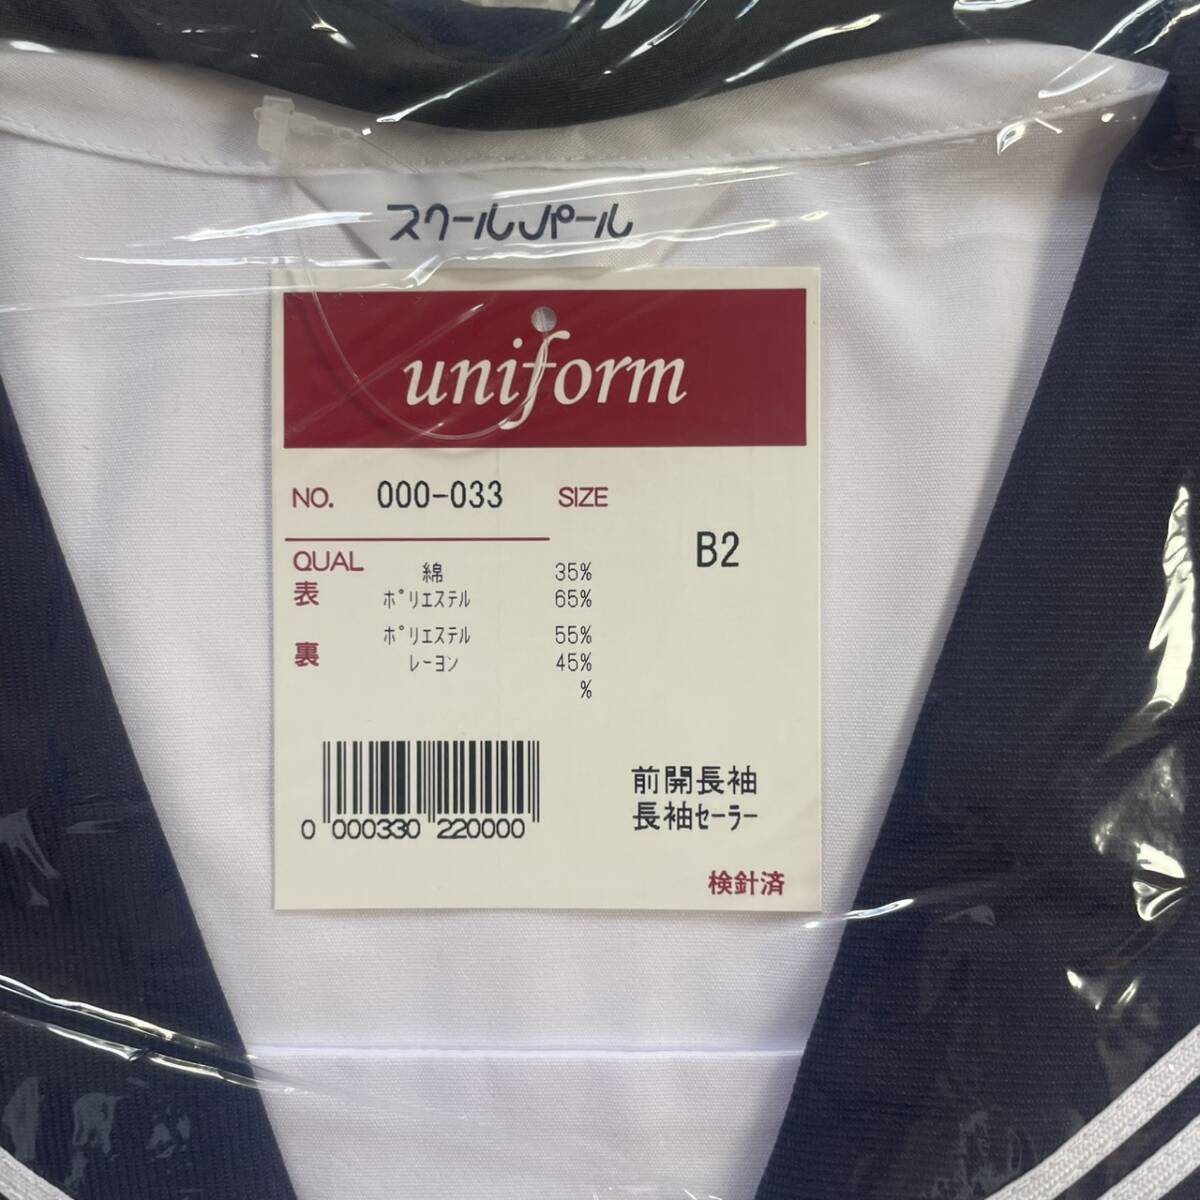 スクールパール
uniform
NO. 000-033 SIZE
B2
QUAL
表 綿 35%
ポリエステル 65%
裏 ポリエステル 55%
レーヨン 45%
%
0 000330 220000
前開長袖
長袖セーラー
検針済